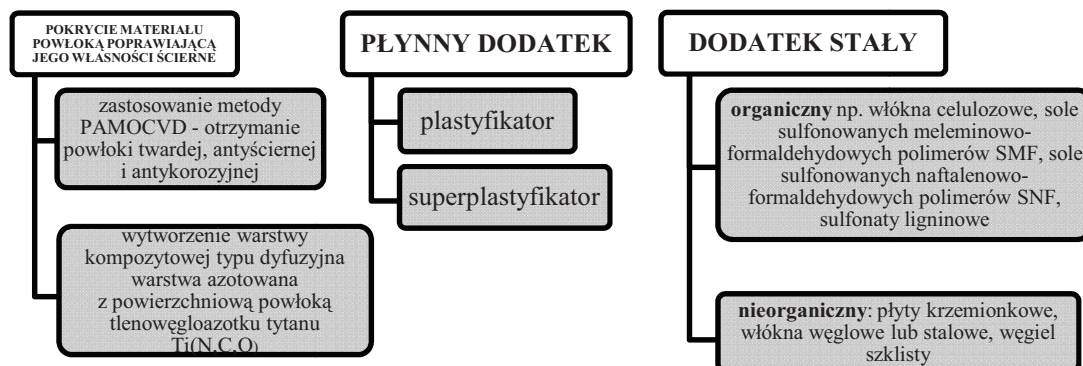 POKRYCIE MATERIAŁU
POWŁOKĄ POPRAWIAJĄCĄ
JEGO WŁASNOŚCI ŚCIERNE
zastosowanie metody
PAMOCVD - otrzymanie
powłoki twardej, antyściernej
i antykorozyjnej
wytworzenie warstwy
kompozytowej typu dyfuzyjna
warstwa azotowana
z powierzchniową powłoką
tlenowęgloazotku tytanu
Ti(N,C,O)
PŁYNNY DODATEK
plastyfikator
superplastyfikator
DODATEK STAŁY
organiczny np. włókna celulozowe, sole
sulfonowanych meleminowo-
formaldehydowych polimerów SMF, sole
sulfonowanych naftalenowo-
formaldehydowych polimerów SNF,
sulfonaty ligninowe
nieorganiczny: płyty krzemionkowe,
włókna węglowe lub stalowe, węgiel
szklisty